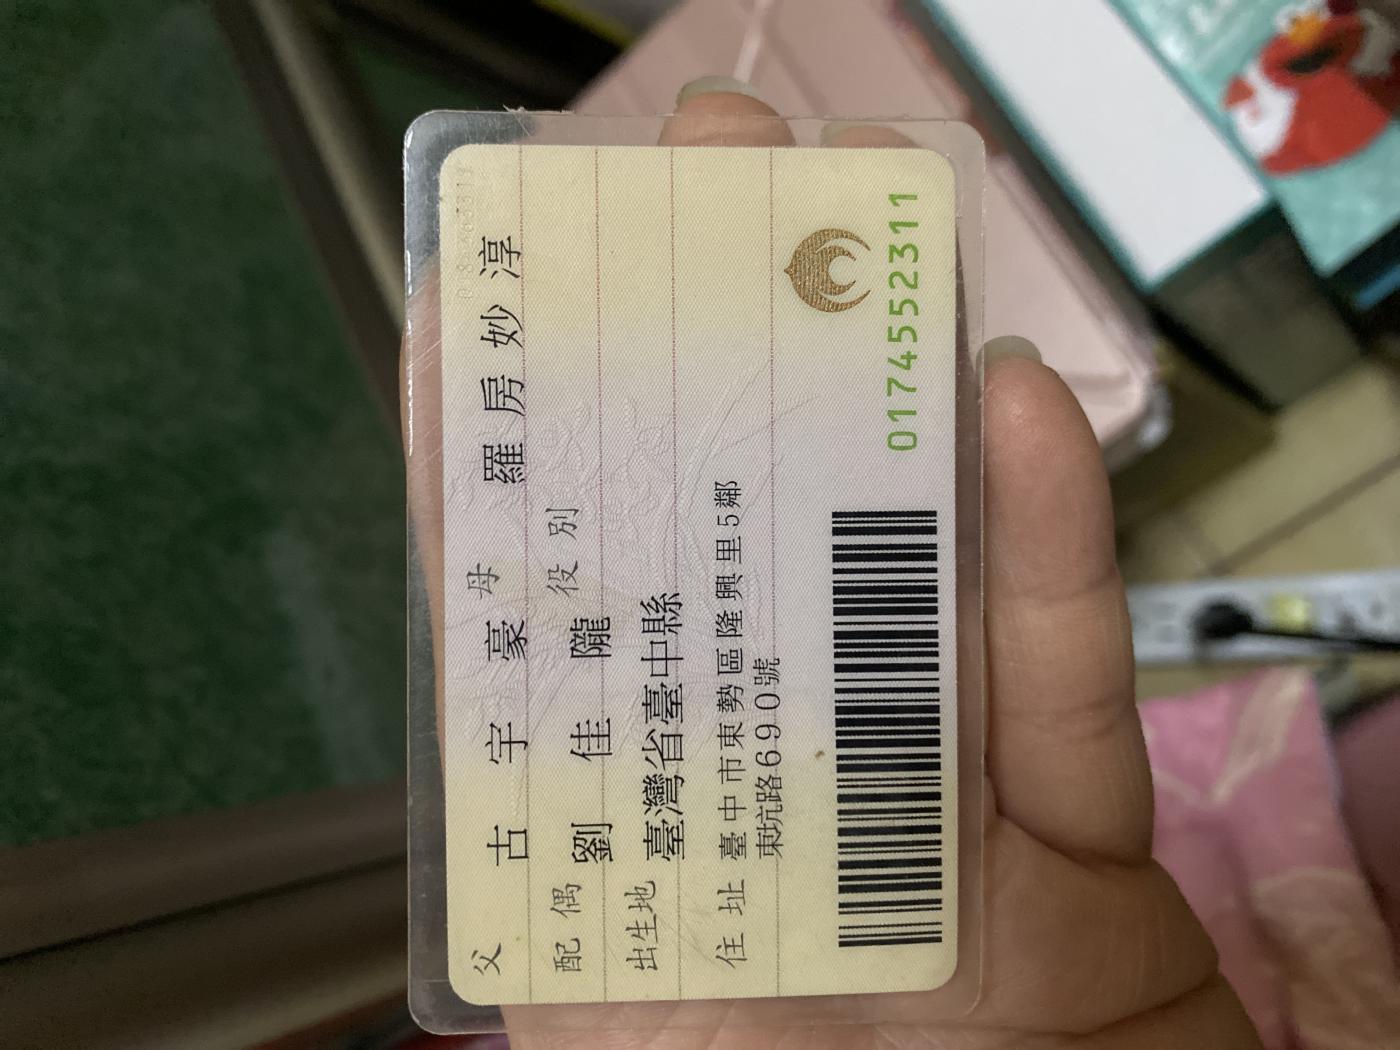 父 古宇豪 母 羅房妙淳
配偶 劉佳隴 役別
出生地 臺灣省臺中縣
住址 臺中市東勢區隆興里5鄰
東坑路690號
0174552311